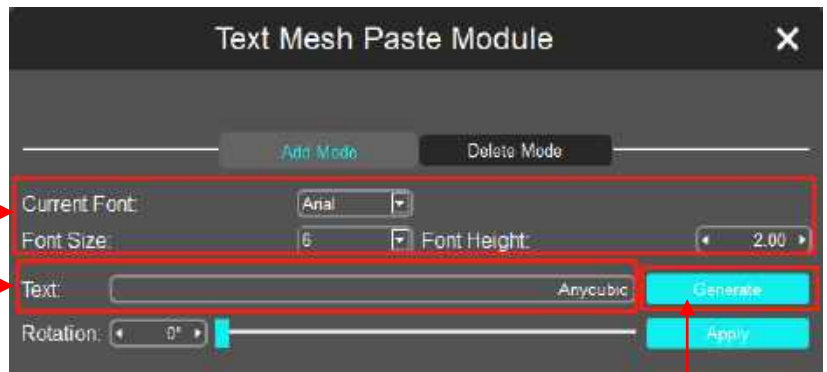 Text Mesh Paste Module
Add Mode Delete Mode
Current Font: Arial
Font Size: 6 Font Height: 2.00
Text: Anycubic Generate
Rotation: 0° Apply